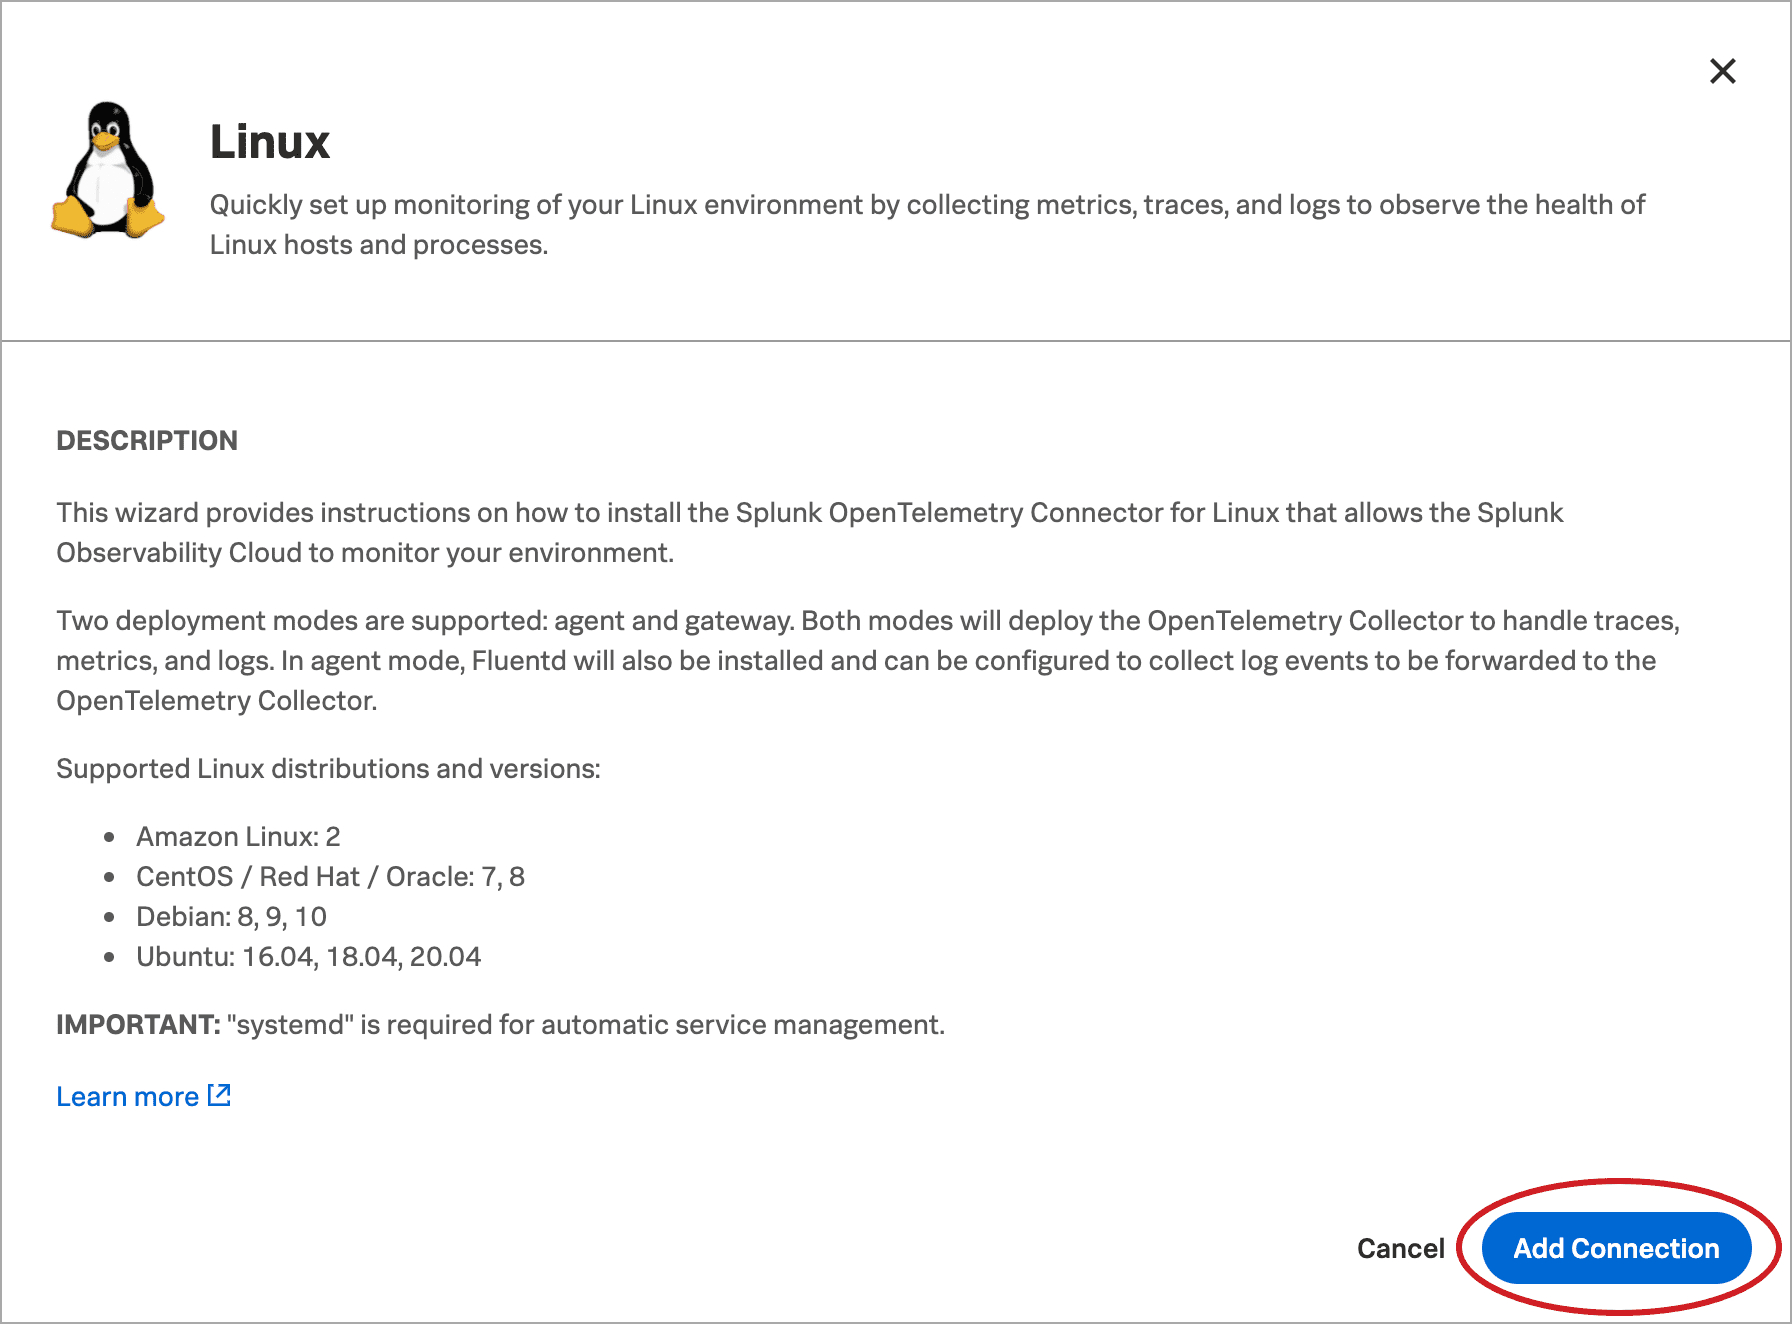 Linux
Quickly set up monitoring of your Linux environment by collecting metrics, traces, and logs to observe the health of
Linux hosts and processes.
DESCRIPTION
This wizard provides instructions on how to install the Splunk OpenTelemetry Connector for Linux that allows the Splunk
Observability Cloud to monitor your environment.
Two deployment modes are supported: agent and gateway. Both modes will deploy the OpenTelemetry Collector to handle traces,
metrics, and logs. In agent mode, Fluentd will also be installed and can be configured to collect log events to be forwarded to the
OpenTelemetry Collector.
Supported Linux distributions and versions:
• Amazon Linux: 2
• CentOS / Red Hat / Oracle: 7, 8
• Debian: 8, 9, 10
• Ubuntu: 16.04, 18.04, 20.04
IMPORTANT: "systemd" is required for automatic service management.
Learn more
Cancel Add Connection